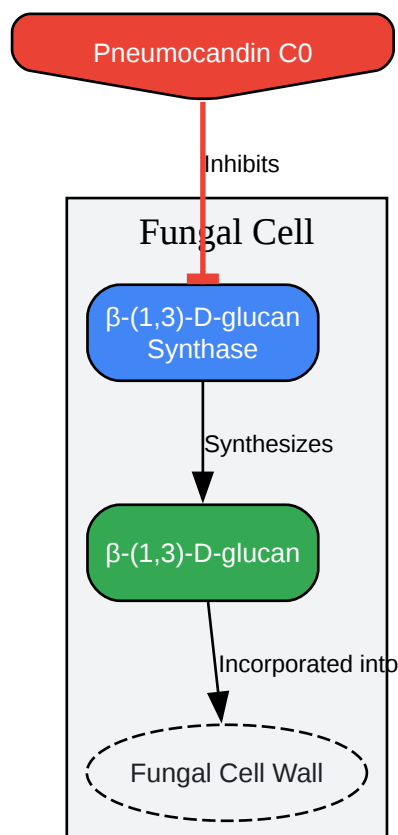 Pneumocandin C0
Inhibits
Fungal Cell
β-(1,3)-D-glucan
Synthase
Synthesizes
β-(1,3)-D-glucan
Incorporated into
Fungal Cell Wall